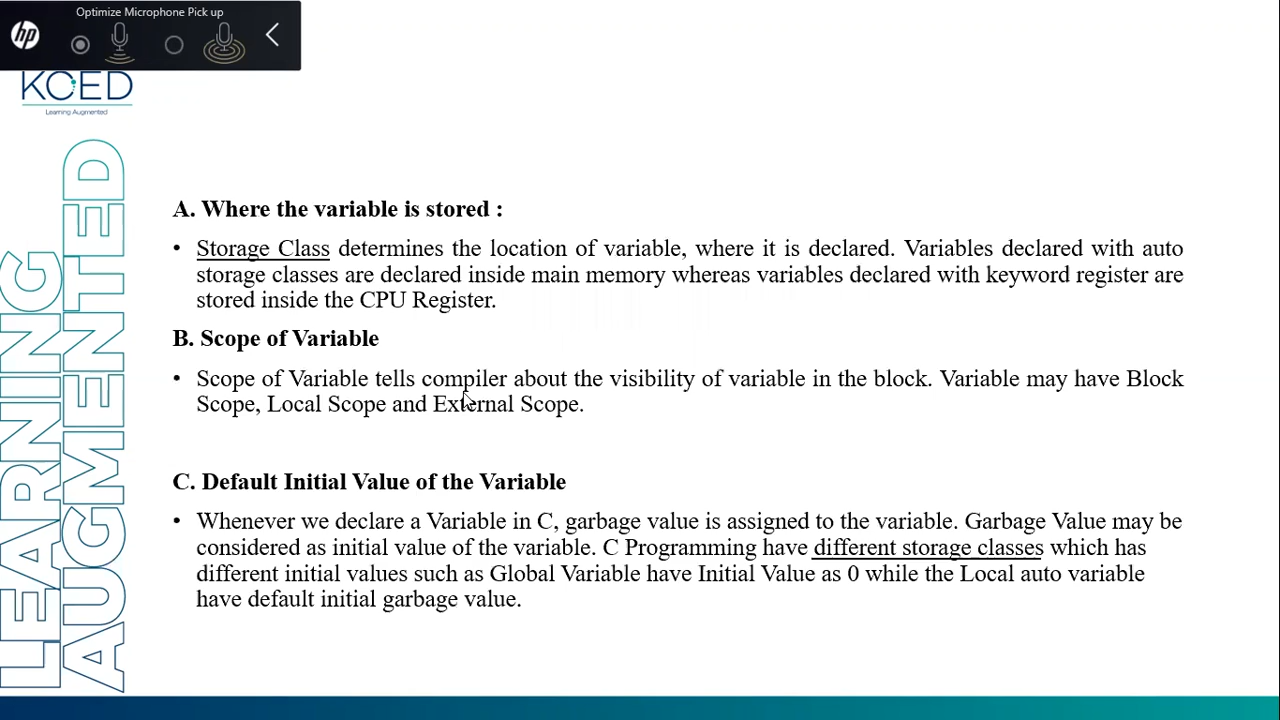 Optimize Microphone Pick up
hp
KCED
Learning Augmented
LEARNING
AUGMENTED
A. Where the variable is stored :
• Storage Class determines the location of variable, where it is declared. Variables declared with auto
storage classes are declared inside main memory whereas variables declared with keyword register are
stored inside the CPU Register.
B. Scope of Variable
• Scope of Variable tells compiler about the visibility of variable in the block. Variable may have Block
Scope, Local Scope and External Scope.
C. Default Initial Value of the Variable
• Whenever we declare a Variable in C, garbage value is assigned to the variable. Garbage Value may be
considered as initial value of the variable. C Programming have different storage classes which has
different initial values such as Global Variable have Initial Value as 0 while the Local auto variable
have default initial garbage value.